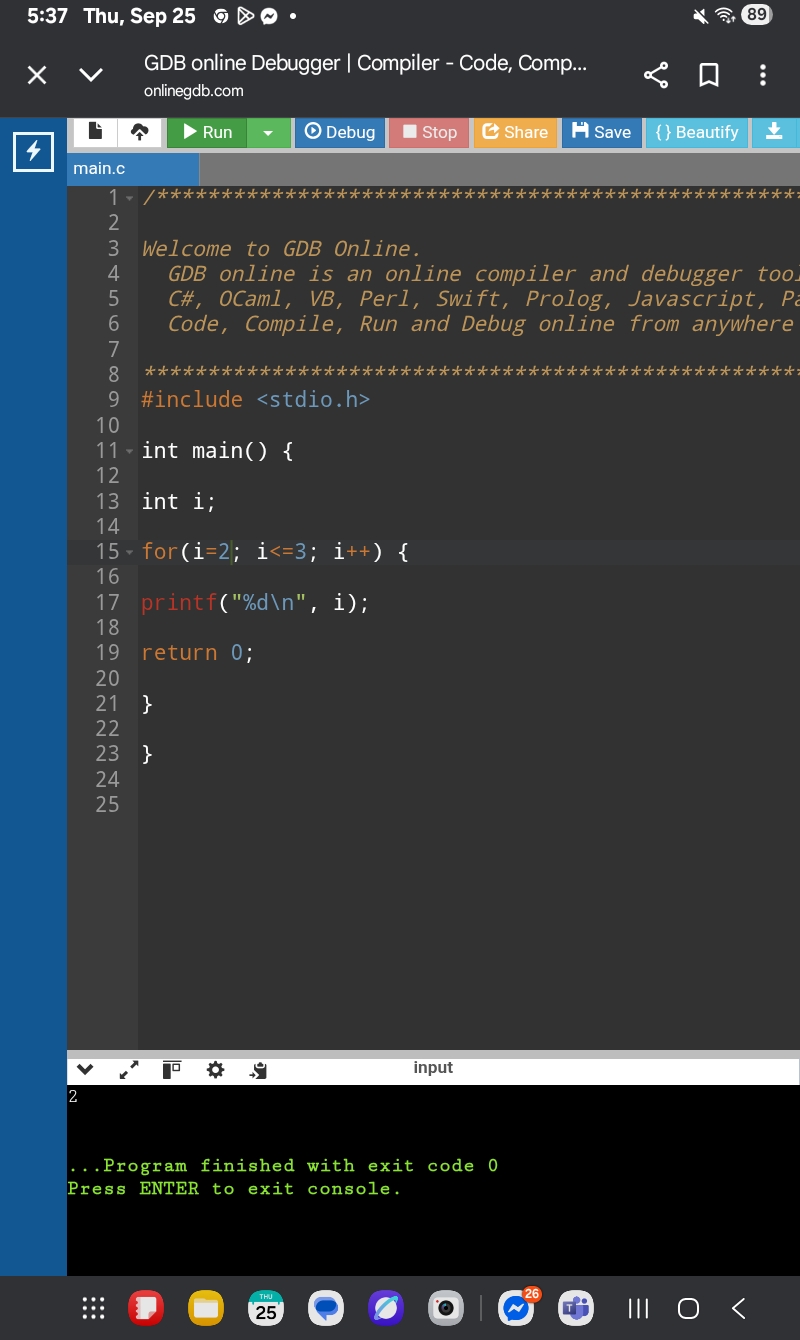 5:37 Thu, Sep 25 89
GDB online Debugger | Compiler - Code, Comp...
onlinegdb.com
Run Debug Stop Share Save {} Beautify
main.c
1 /****************************************************
2
3 Welcome to GDB Online.
4 GDB online is an online compiler and debugger tool
5 C#, OCaml, VB, Perl, Swift, Prolog, Javascript, Pa
6 Code, Compile, Run and Debug online from anywhere
7
8 *****************************************************
9 #include <stdio.h>
10
11 int main() {
12
13 int i;
14
15 for(i=2; i<=3; i++) {
16
17 printf("%d\n", i);
18
19 return 0;
20
21 }
22
23 }
24
25
input
2
...Program finished with exit code 0
Press ENTER to exit console.
THU
25
26
T